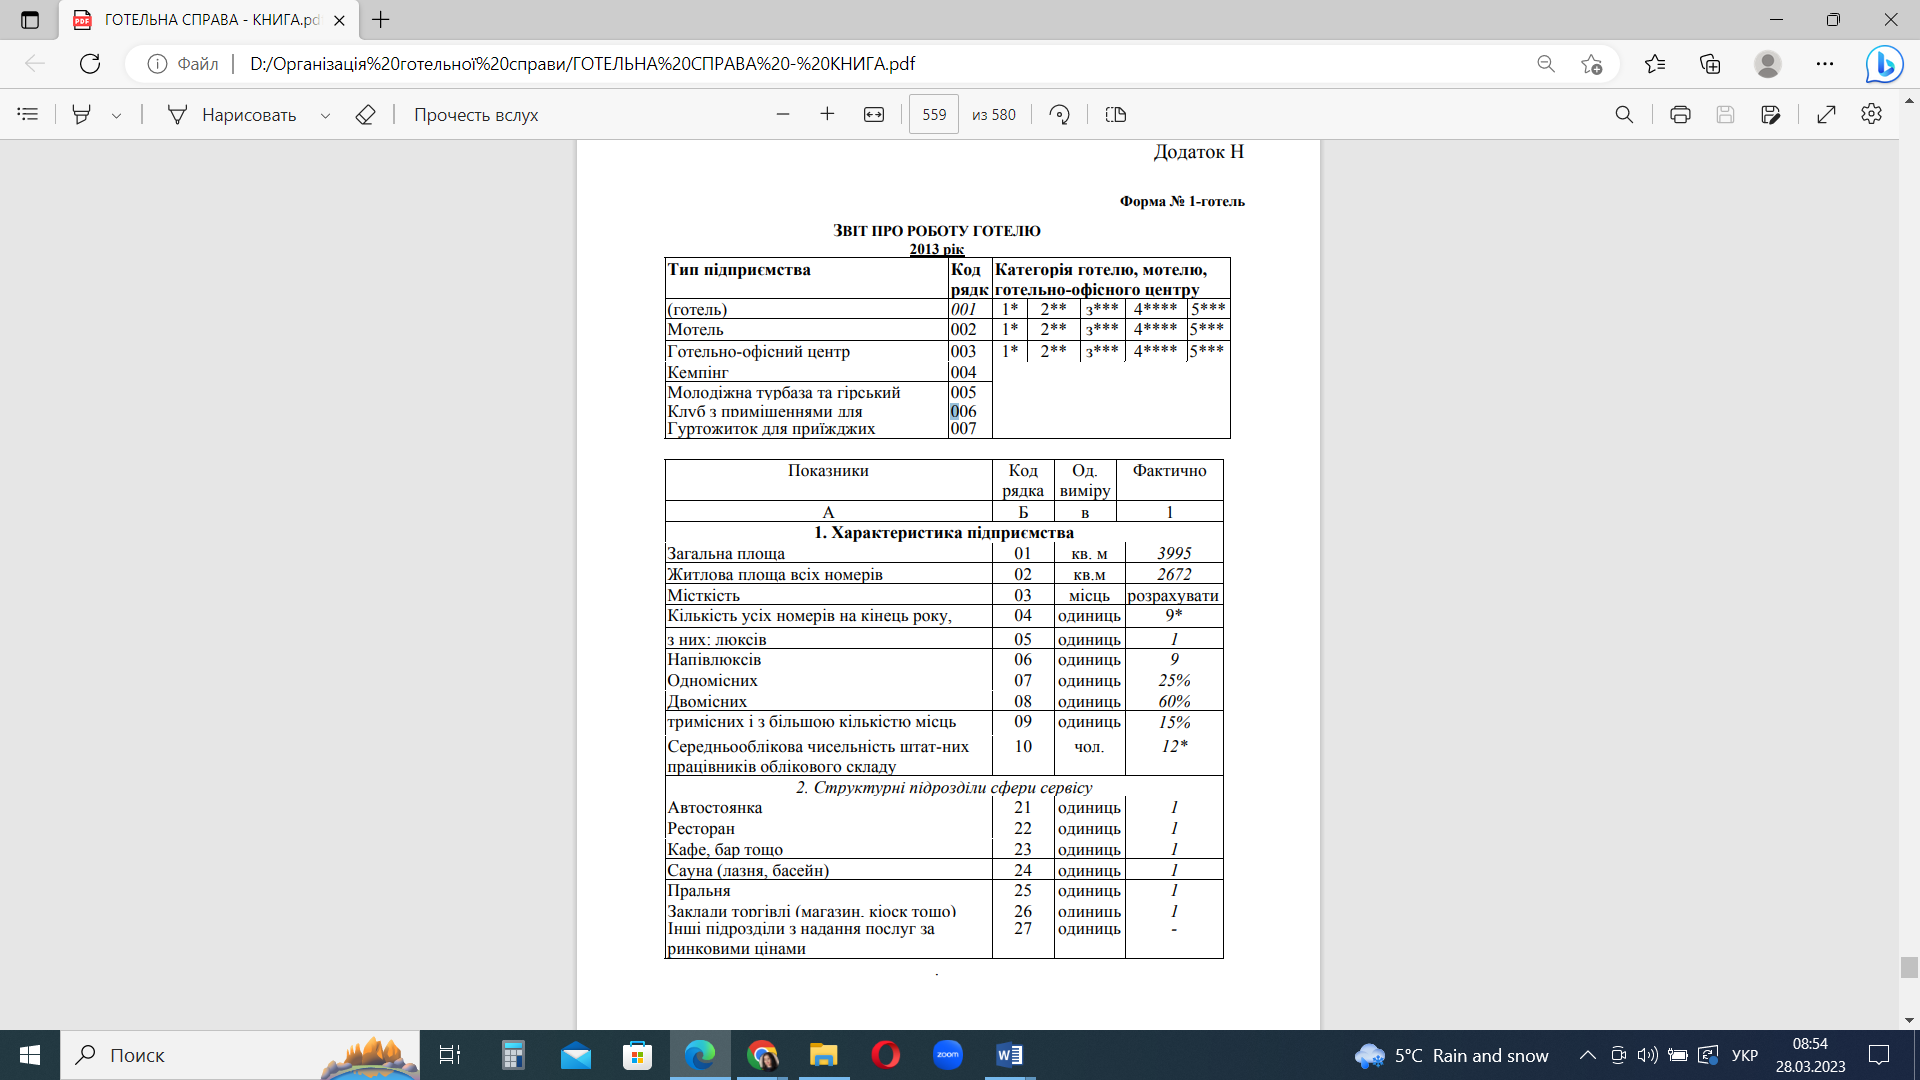 ГОТЕЛЬНА СПРАВА - КНИГА.pd
Файл D:/Організація%20готельної%20справи/ГОТЕЛЬНА%20СПРАВА%20-%20КНИГА.pdf
Нарисовать Прочесть вслух 559 из 580
Додаток Н
Форма № 1-готель
ЗВІТ ПРО РОБОТУ ГОТЕЛЮ
2013 рік
Тип підприємства Код рядк Категорія готелю, мотелю, готельно-офісного центру
(готель) 001 1* 2** з*** 4**** 5***
Мотель 002 1* 2** з*** 4**** 5***
Готельно-офісний центр 003 1* 2** з*** 4**** 5***
Кемпінг 004
Молодіжна турбаза та гірський 005
Клуб з приміщеннями для 006
Гуртожиток для приїжджих 007
Показники Код рядка Од. виміру Фактично
А Б в 1
1. Характеристика підприємства
Загальна площа 01 кв. м 3995
Житлова площа всіх номерів 02 кв.м 2672
Місткість 03 місць розрахувати
Кількість усіх номерів на кінець року, 04 одиниць 9*
з них: люксів 05 одиниць 1
Напівлюксів 06 одиниць 9
Одномісних 07 одиниць 25%
Двомісних 08 одиниць 60%
тримісних і з більшою кількістю місць 09 одиниць 15%
Середньооблікова чисельність штат-них 10 чол. 12*
працівників облікового складу
2. Структурні підрозділи сфери сервісу
Автостоянка 21 одиниць 1
Ресторан 22 одиниць 1
Кафе, бар тощо 23 одиниць 1
Сауна (лазня, басейн) 24 одиниць 1
Пральня 25 одиниць 1
Заклади торгівлі (магазин, кіоск тощо) 26 одиниць 1
Інші підрозділи з надання послуг за 27 одиниць -
ринковими цінами
Поиск zoom 5°C Rain and snow УКР 08:54
28.03.2023